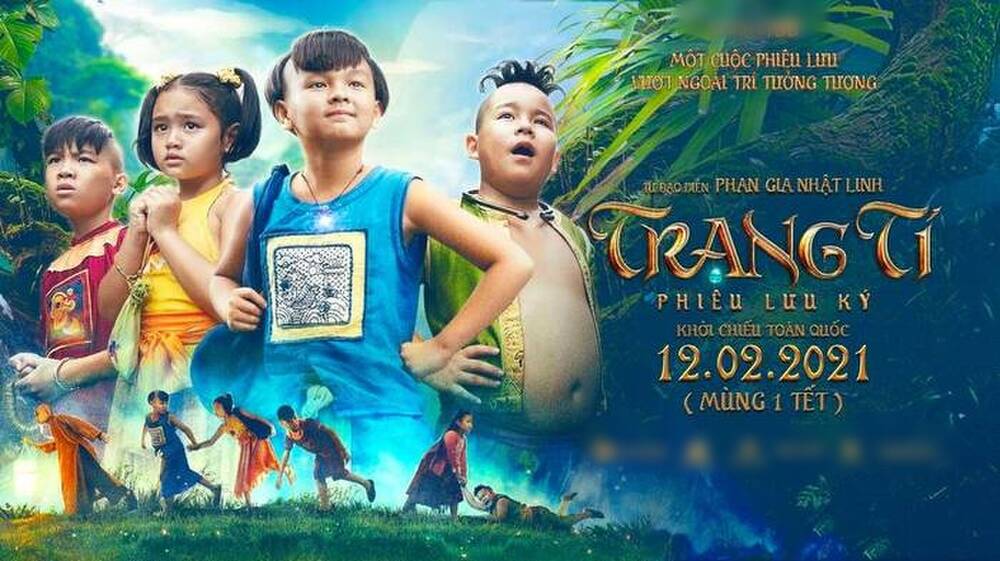 MỘT CUỘC PHIÊU LƯU
VƯỢT NGOÀI TRÍ TƯỞNG TƯỢNG
TỪ ĐẠO DIỄN PHAN GIA NHẬT LINH
TRẠNG TÍ
PHIÊU LƯU KÝ
KHỞI CHIẾU TOÀN QUỐC
12.02.2021
( MÙNG 1 TẾT )